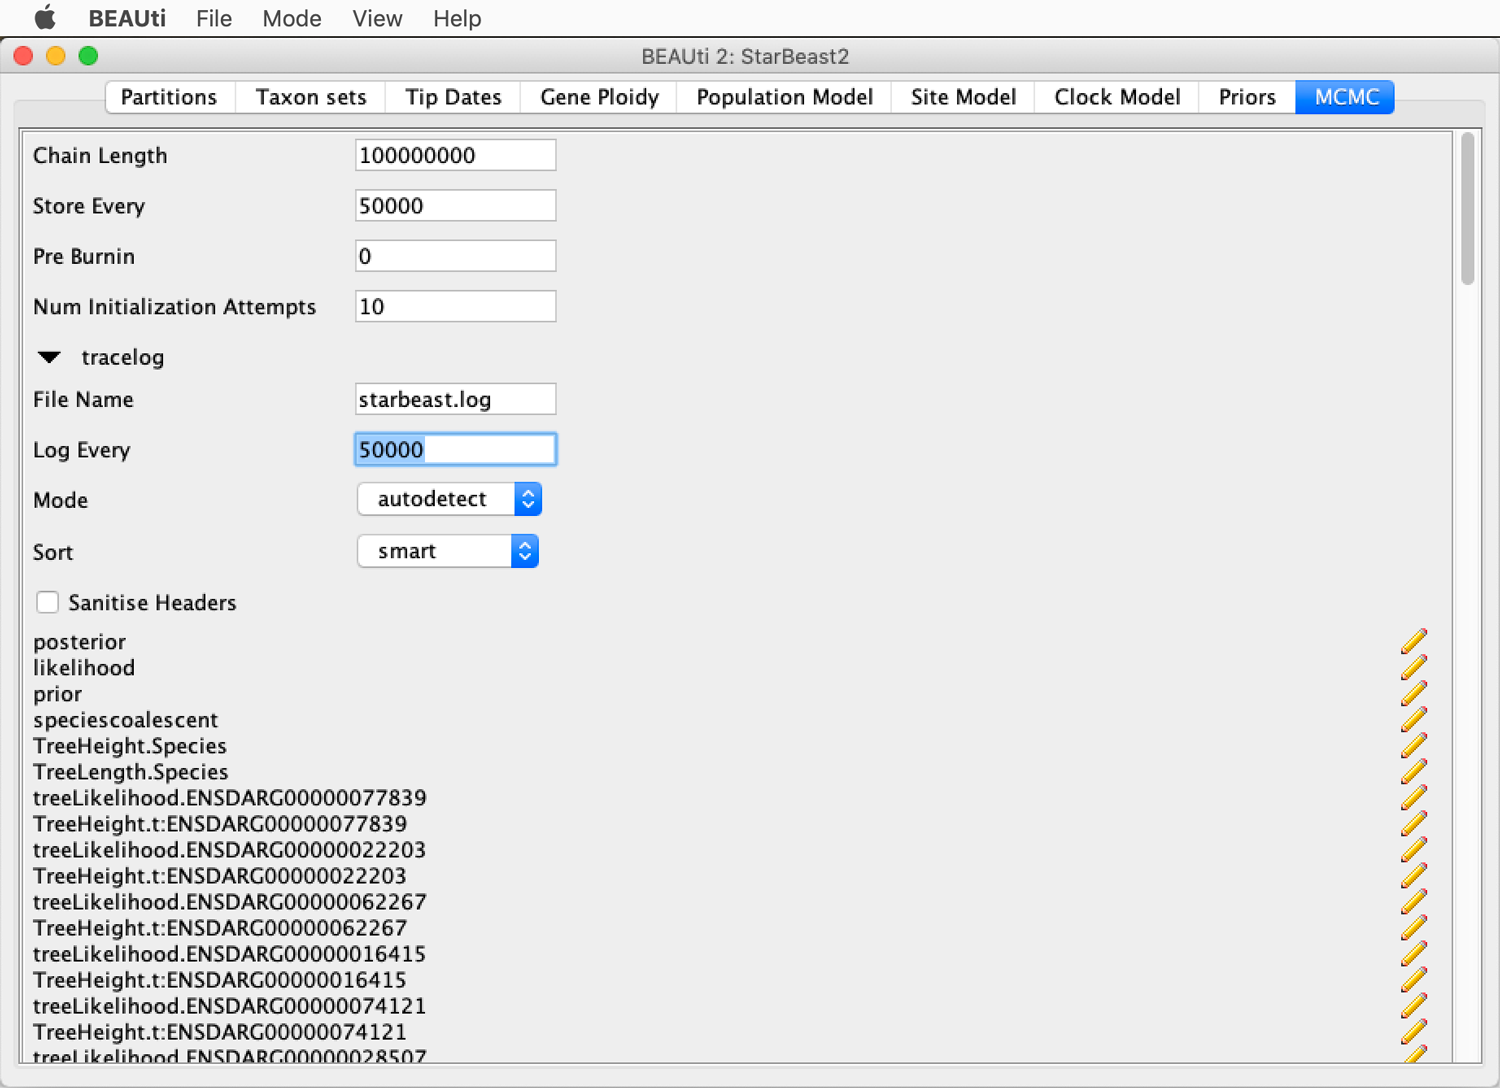 BEAUti File Mode View Help
BEAUti 2: StarBeast2
Partitions Taxon sets Tip Dates Gene Ploidy Population Model Site Model Clock Model Priors MCMC
Chain Length 100000000
Store Every 50000
Pre Burnin 0
Num Initialization Attempts 10
tracelog
File Name starbeast.log
Log Every 50000
Mode autodetect
Sort smart
Sanitise Headers
posterior
likelihood
prior
speciescoalescent
TreeHeight.Species
TreeLength.Species
treeLikelihood.ENSDARG00000077839
TreeHeight.t:ENSDARG00000077839
treeLikelihood.ENSDARG00000022203
TreeHeight.t:ENSDARG00000022203
treeLikelihood.ENSDARG00000062267
TreeHeight.t:ENSDARG00000062267
treeLikelihood.ENSDARG00000016415
TreeHeight.t:ENSDARG00000016415
treeLikelihood.ENSDARG00000074121
TreeHeight.t:ENSDARG00000074121
treeLikelihood.ENSDARG00000028507